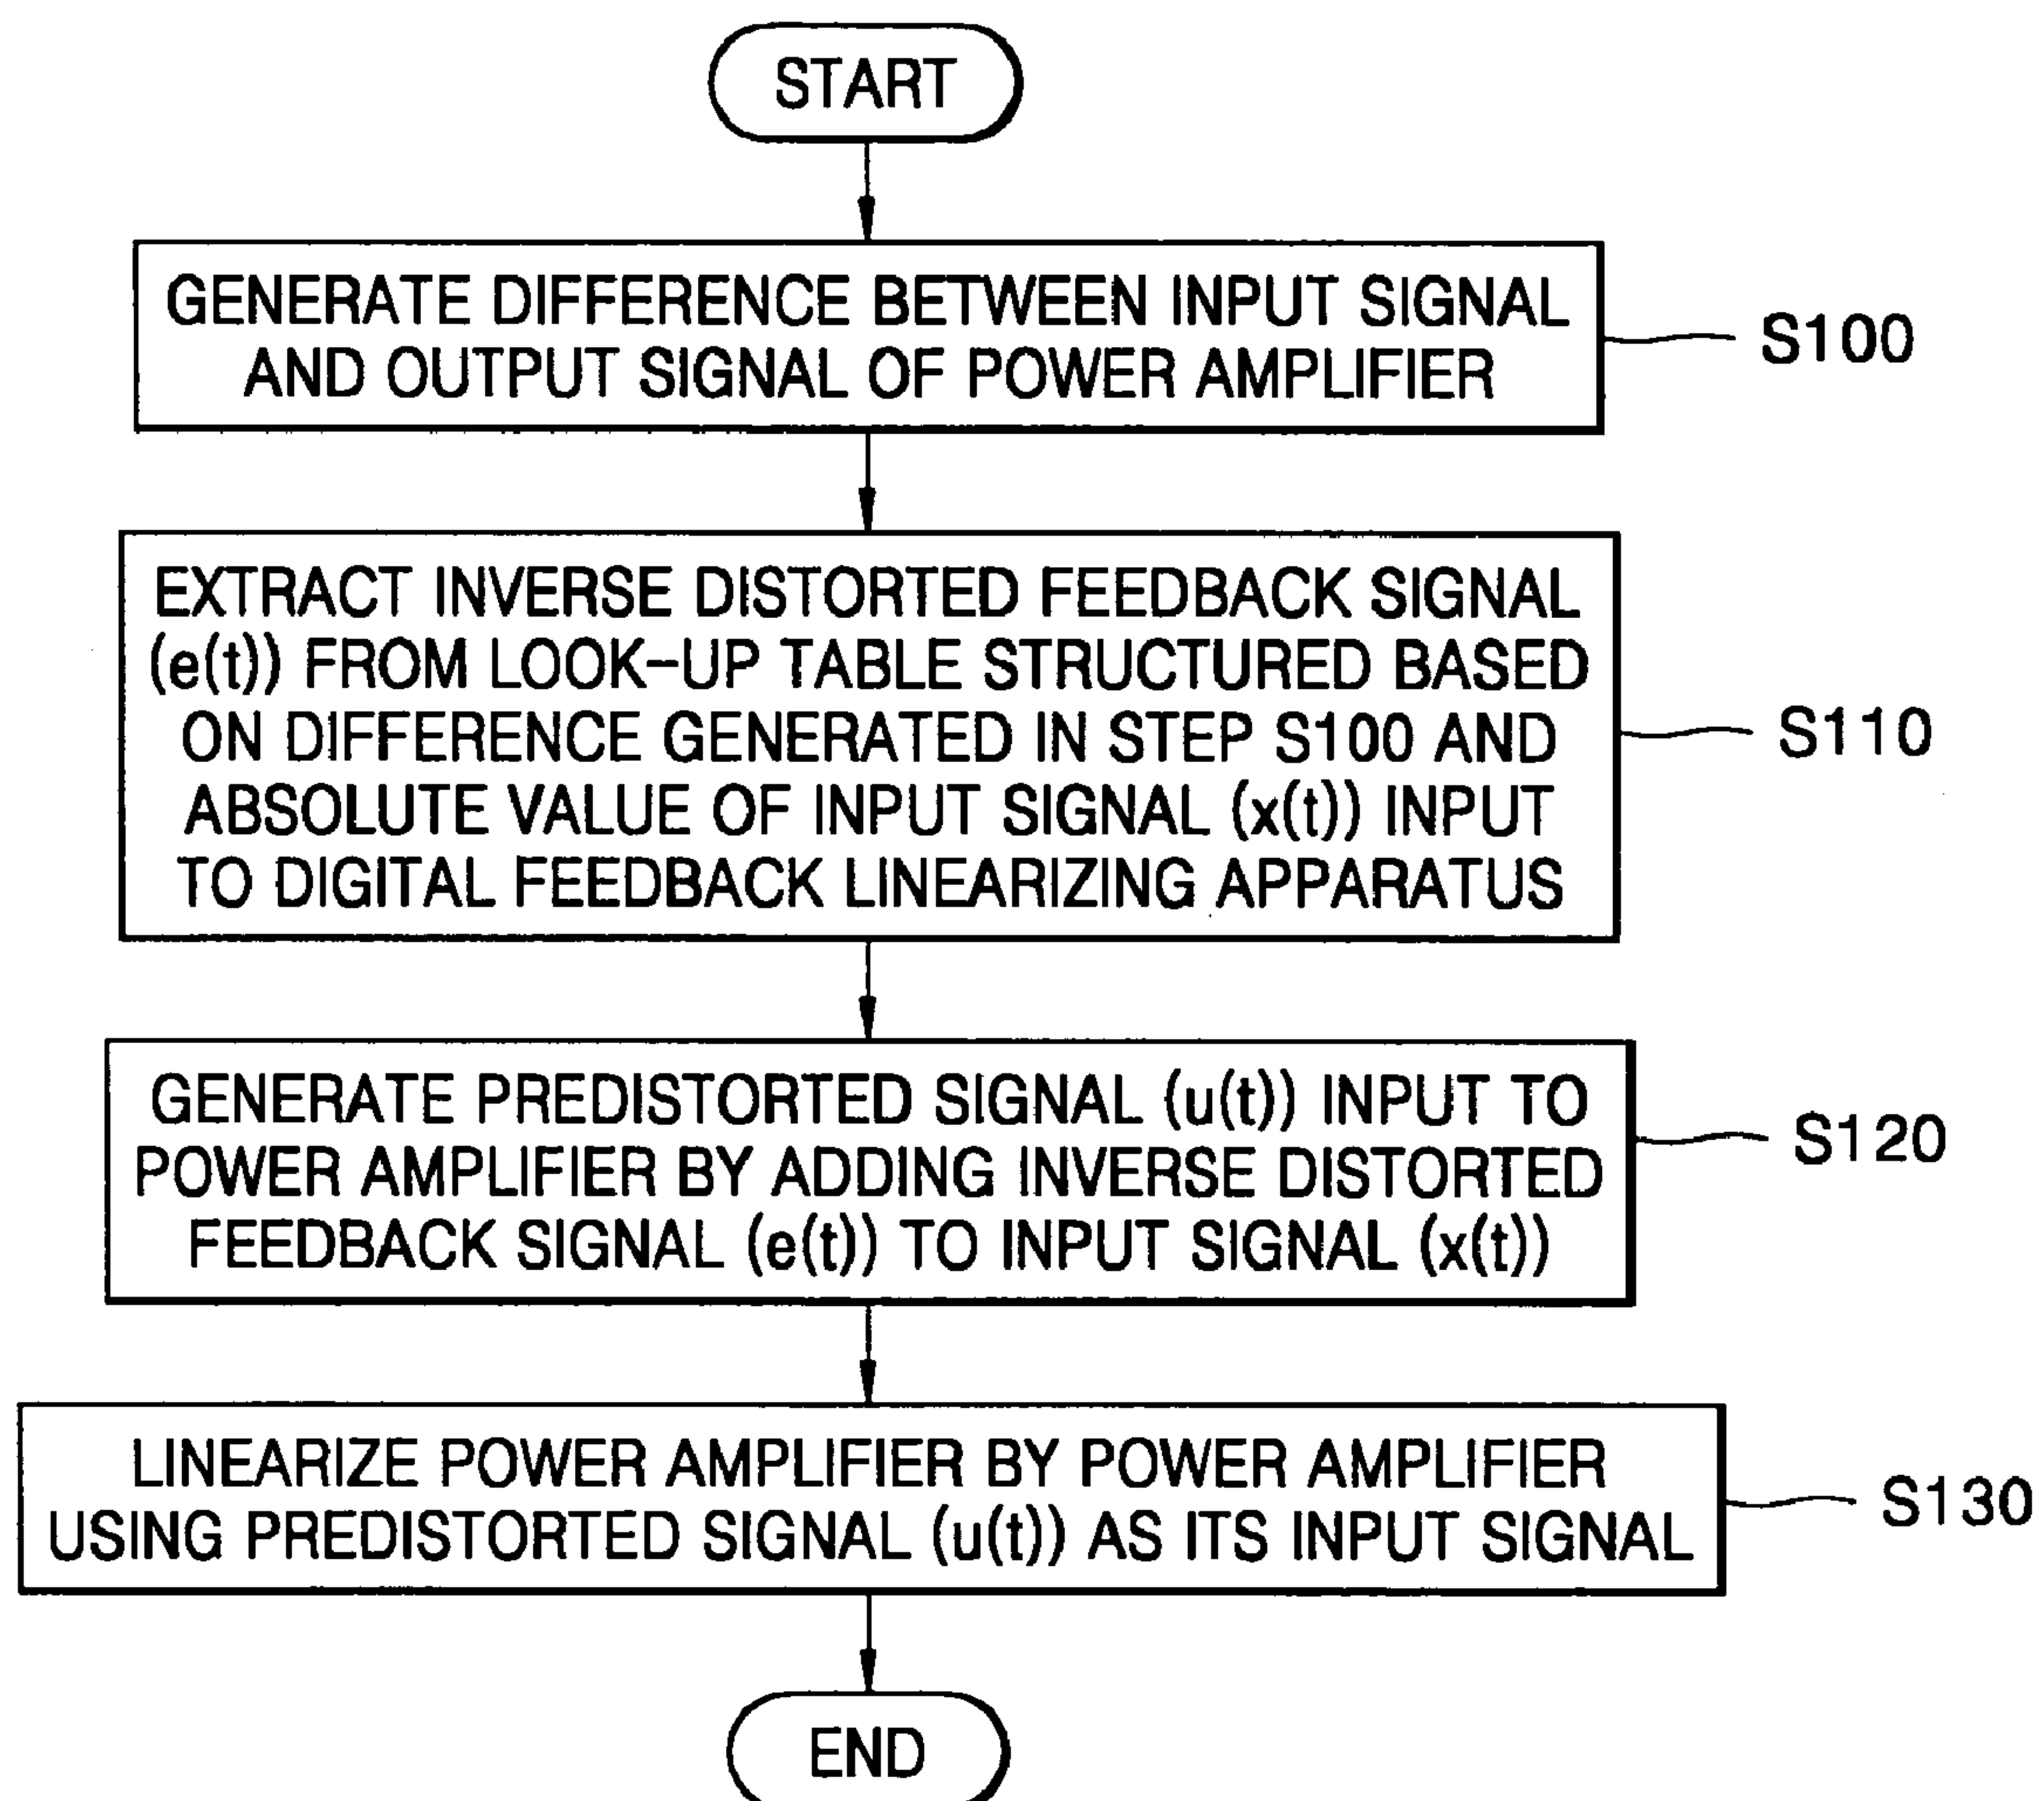 START
GENERATE DIFFERENCE BETWEEN INPUT SIGNAL
AND OUTPUT SIGNAL OF POWER AMPLIFIER
S100
EXTRACT INVERSE DISTORTED FEEDBACK SIGNAL
(e(t)) FROM LOOK-UP TABLE STRUCTURED BASED
ON DIFFERENCE GENERATED IN STEP S100 AND
ABSOLUTE VALUE OF INPUT SIGNAL (x(t)) INPUT
TO DIGITAL FEEDBACK LINEARIZING APPARATUS
S110
GENERATE PREDISTORTED SIGNAL (u(t)) INPUT TO
POWER AMPLIFIER BY ADDING INVERSE DISTORTED
FEEDBACK SIGNAL (e(t)) TO INPUT SIGNAL (x(t))
S120
LINEARIZE POWER AMPLIFIER BY POWER AMPLIFIER
USING PREDISTORTED SIGNAL (u(t)) AS ITS INPUT SIGNAL
S130
END